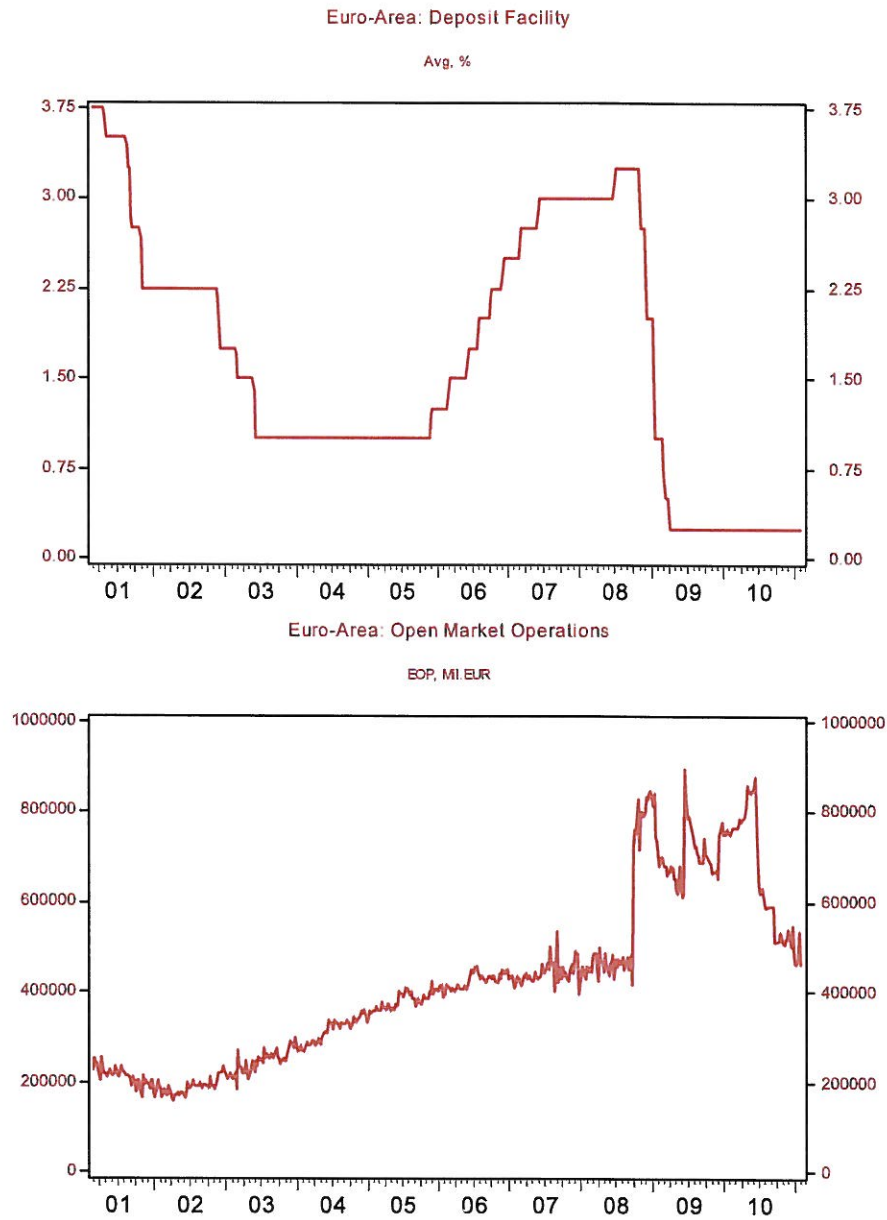 Euro-Area: Deposit Facility
Avg, %
3.75 3.75
3.00 3.00
2.25 2.25
1.50 1.50
0.75 0.75
0.00 0.00
01 02 03 04 05 06 07 08 09 10
Euro-Area: Open Market Operations
EOP, Mil.EUR
1000000 1000000
800000 800000
600000 600000
400000 400000
200000 200000
0 0
01 02 03 04 05 06 07 08 09 10